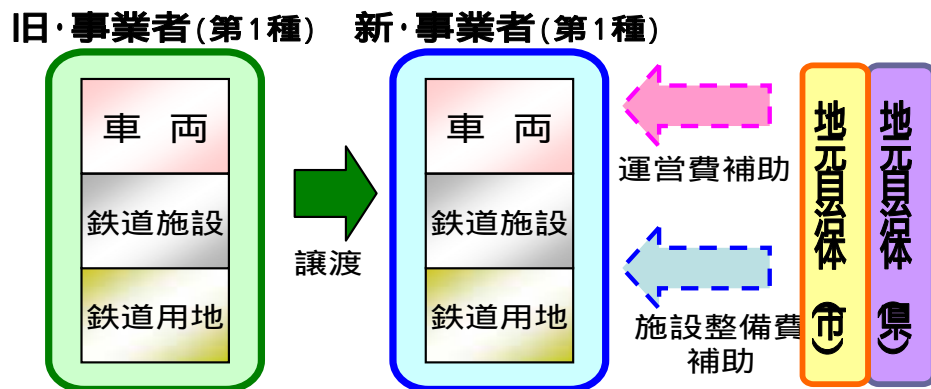 旧・事業者(第1種)
新・事業者(第1種)
車 両
鉄道施設
鉄道用地
譲渡
車 両
鉄道施設
鉄道用地
運営費補助
施設整備費
補助
地元自治体(市)
地元自治体(県)